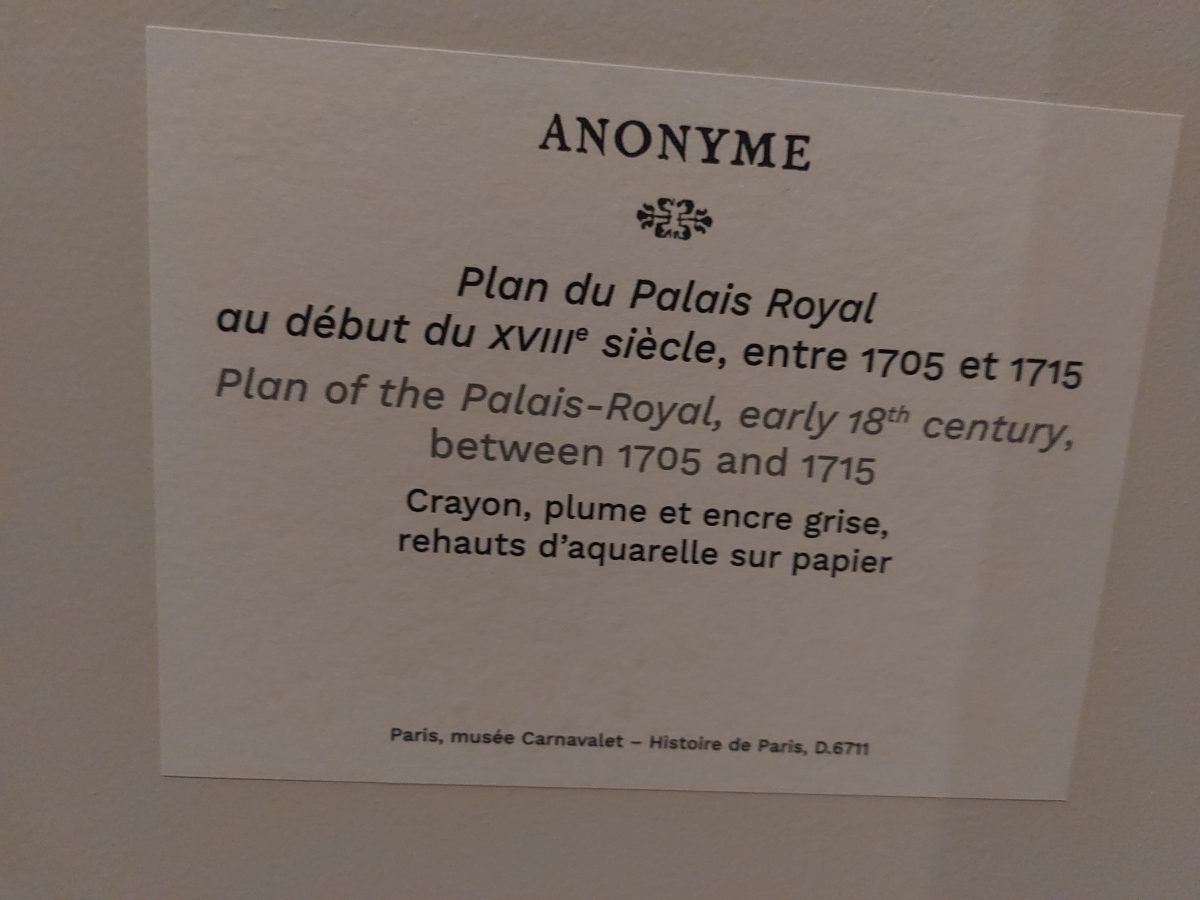 ANONYME
Plan du Palais Royal
au début du XVIIIe siècle, entre 1705 et 1715
Plan of the Palais-Royal, early 18th century,
between 1705 and 1715
Crayon, plume et encre grise,
rehauts d’aquarelle sur papier
Paris, musée Carnavalet – Histoire de Paris, D.6711